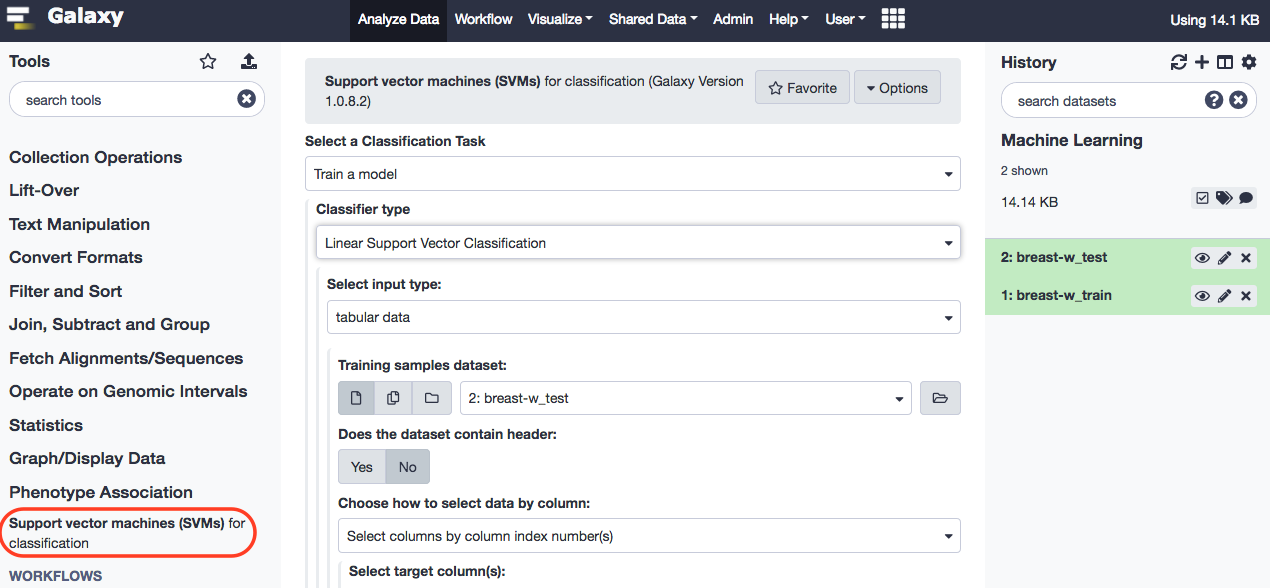 Galaxy
Analyze Data Workflow Visualize Shared Data Admin Help User
Using 14.1 KB
Tools
search tools
Collection Operations
Lift-Over
Text Manipulation
Convert Formats
Filter and Sort
Join, Subtract and Group
Fetch Alignments/Sequences
Operate on Genomic Intervals
Statistics
Graph/Display Data
Phenotype Association
Support vector machines (SVMs) for
classification
WORKFLOWS
Support vector machines (SVMs) for classification (Galaxy Version
1.0.8.2)
Favorite
Options
Select a Classification Task
Train a model
Classifier type
Linear Support Vector Classification
Select input type:
tabular data
Training samples dataset:
2: breast-w_test
Does the dataset contain header:
Yes No
Choose how to select data by column:
Select columns by column index number(s)
Select target column(s):
History
search datasets
Machine Learning
2 shown
14.14 KB
2: breast-w_test
1: breast-w_train